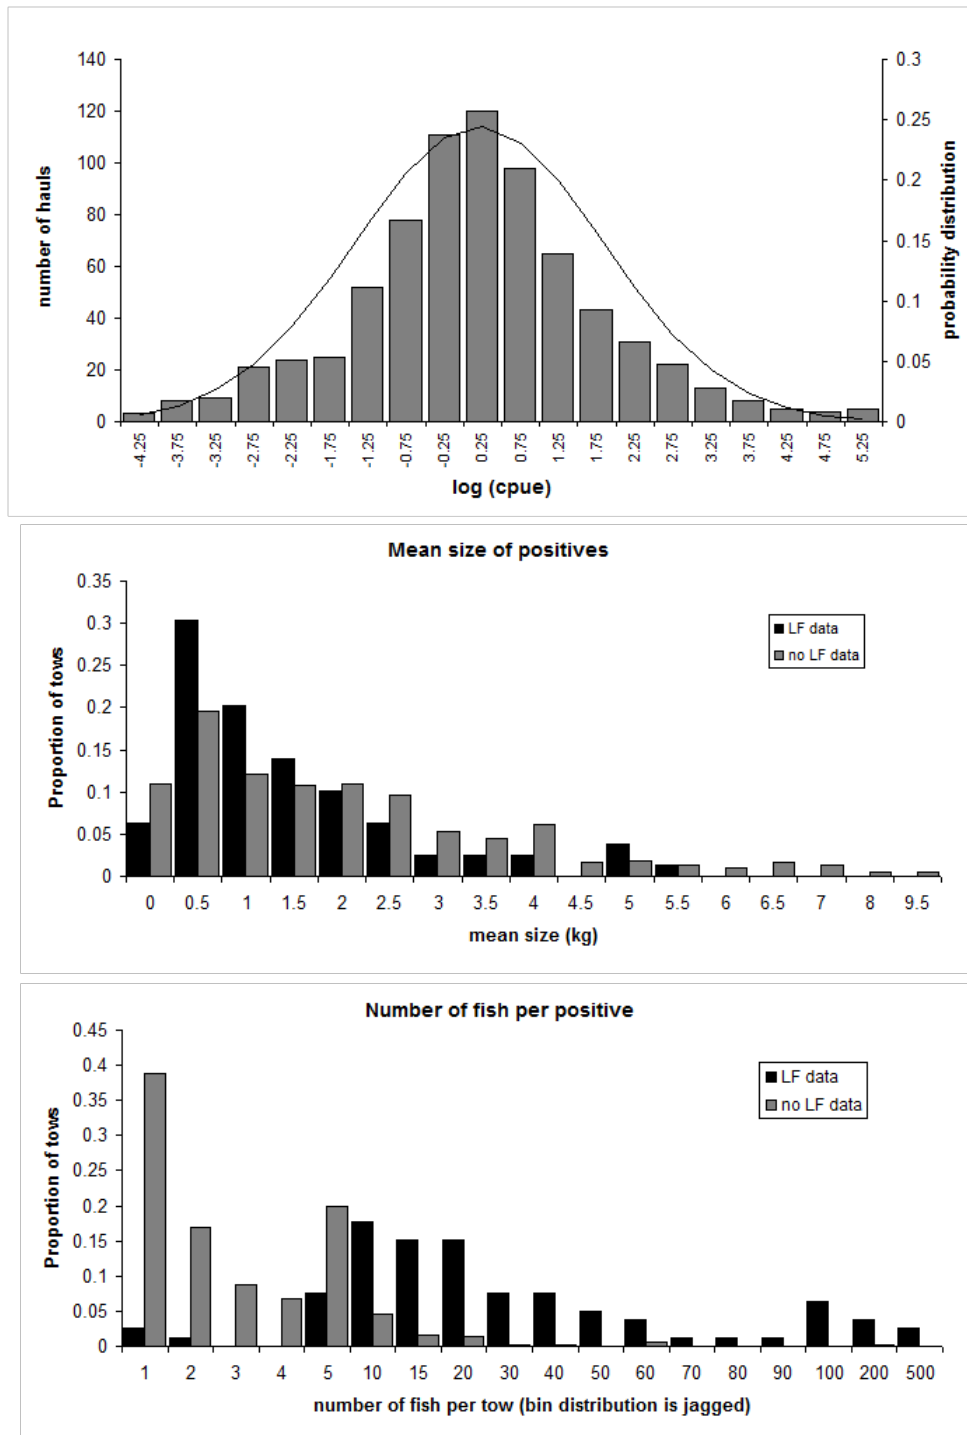 140
120
100
80
60
40
20
0
number of hauls
0.3
0.25
0.2
0.15
0.1
0.05
0
probability distribution
-4.25 -3.75 -3.25 -2.75 -2.25 -1.75 -1.25 -0.75 -0.25 0.25 0.75 1.25 1.75 2.25 2.75 3.25 3.75 4.25 4.75 5.25
log (cpue)
Mean size of positives
0.35
0.3
0.25
0.2
0.15
0.1
0.05
0
Proportion of tows
LF data
no LF data
0 0.5 1 1.5 2 2.5 3 3.5 4 4.5 5 5.5 6 6.5 7 8 9.5
mean size (kg)
Number of fish per positive
0.45
0.4
0.35
0.3
0.25
0.2
0.15
0.1
0.05
0
Proportion of tows
LF data
no LF data
1 2 3 4 5 10 15 20 30 40 50 60 70 80 90 100 200 500
number of fish per tow (bin distribution is jagged)